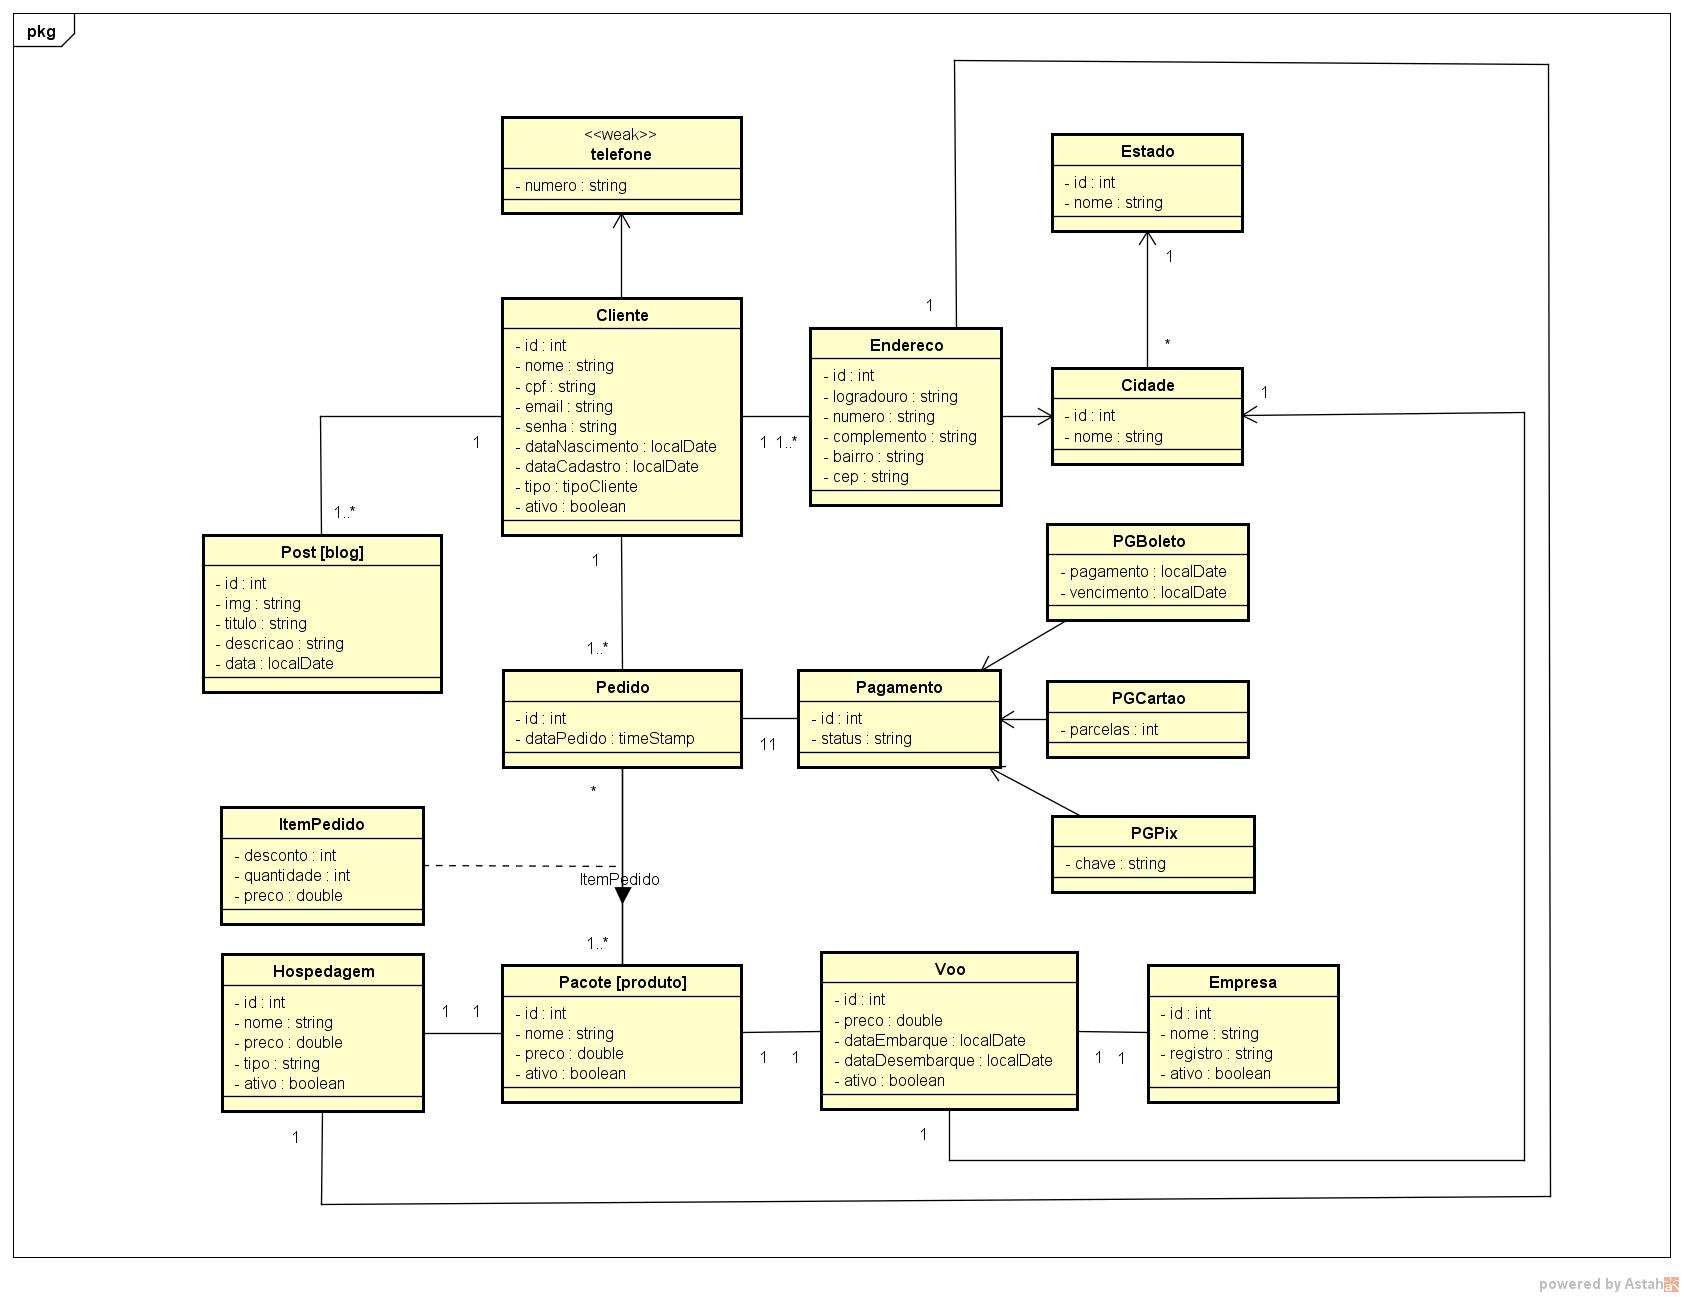 pkg
<<weak>>
telefone
- numero : string
Estado
- id : int
- nome : string
1
*
Cliente
- id : int
- nome : string
- cpf : string
- email : string
- senha : string
- dataNascimento : localDate
- dataCadastro : localDate
- tipo : tipoCliente
- ativo : boolean
1
1..*
1
1..*
1
1..*
1
Endereco
- id : int
- logradouro : string
- numero : string
- complemento : string
- bairro : string
- cep : string
Cidade
- id : int
- nome : string
1
Post [blog]
- id : int
- img : string
- titulo : string
- descricao : string
- data : localDate
PGBoleto
- pagamento : localDate
- vencimento : localDate
Pedido
- id : int
- dataPedido : timeStamp
1 1
Pagamento
- id : int
- status : string
PGCartao
- parcelas : int
PGPix
- chave : string
*
ItemPedido
1..*
ItemPedido
- desconto : int
- quantidade : int
- preco : double
Hospedagem
- id : int
- nome : string
- preco : double
- tipo : string
- ativo : boolean
1 1
1
Pacote [produto]
- id : int
- nome : string
- preco : double
- ativo : boolean
1 1
Voo
- id : int
- preco : double
- dataEmbarque : localDate
- dataDesembarque : localDate
- ativo : boolean
1 1
1
Empresa
- id : int
- nome : string
- registro : string
- ativo : boolean
powered by Astah